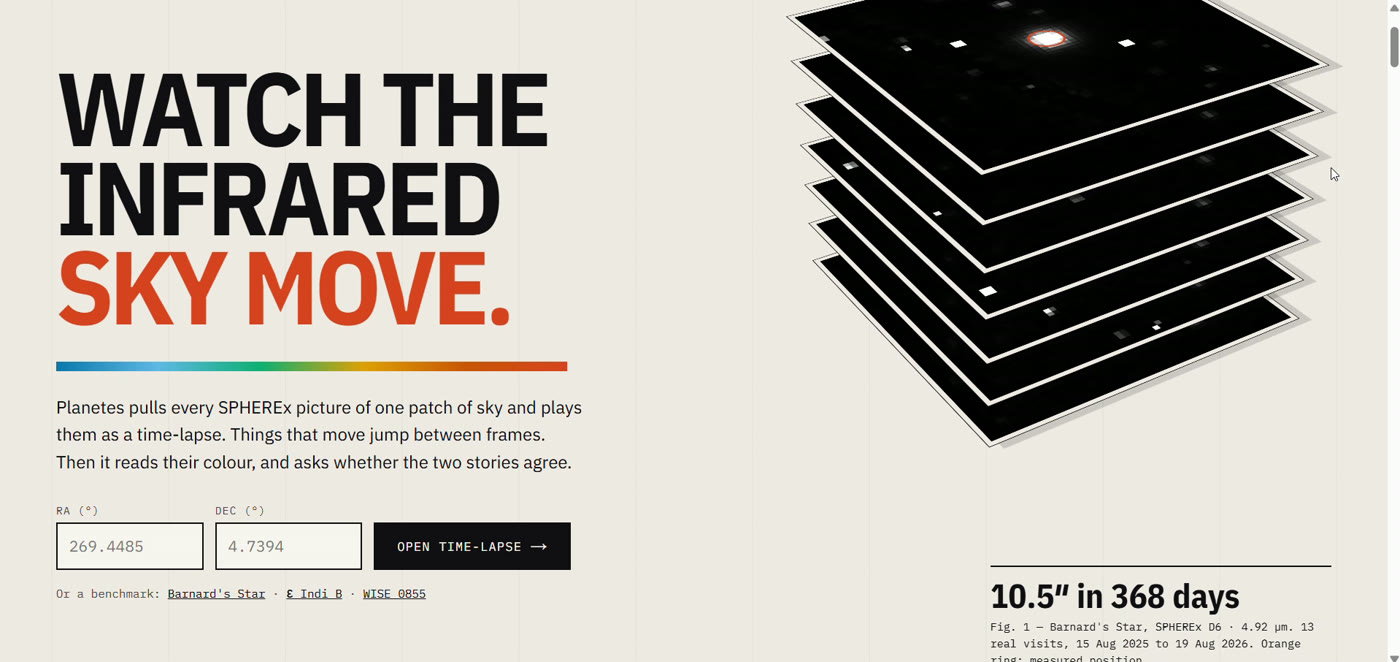 WATCH THE
INFRARED
SKY MOVE.
Planetes pulls every SPHEREx picture of one patch of sky and plays
them as a time-lapse. Things that move jump between frames.
Then it reads their colour, and asks whether the two stories agree.
RA (°)
DEC (°)
269.4485
4.7394
OPEN TIME-LAPSE →
Or a benchmark: Barnard's Star · ε Indi B · WISE 0855
10.5″ in 368 days
Fig. 1 — Barnard's Star, SPHEREx D6 · 4.92 μm. 13
real visits, 15 Aug 2025 to 19 Aug 2026. Orange
ring: measured position